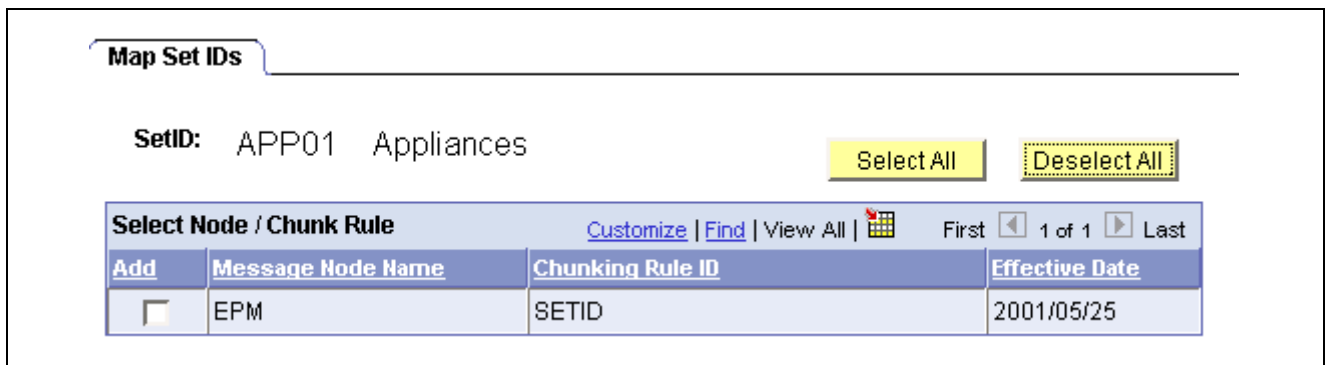 Map Set IDs
SetID: APP01 Appliances
Select All Deselect All
Select Node / Chunk Rule Customize | Find | View All | First 1 of 1 Last
Add Message Node Name Chunking Rule ID Effective Date
EPM SETID 2001/05/25